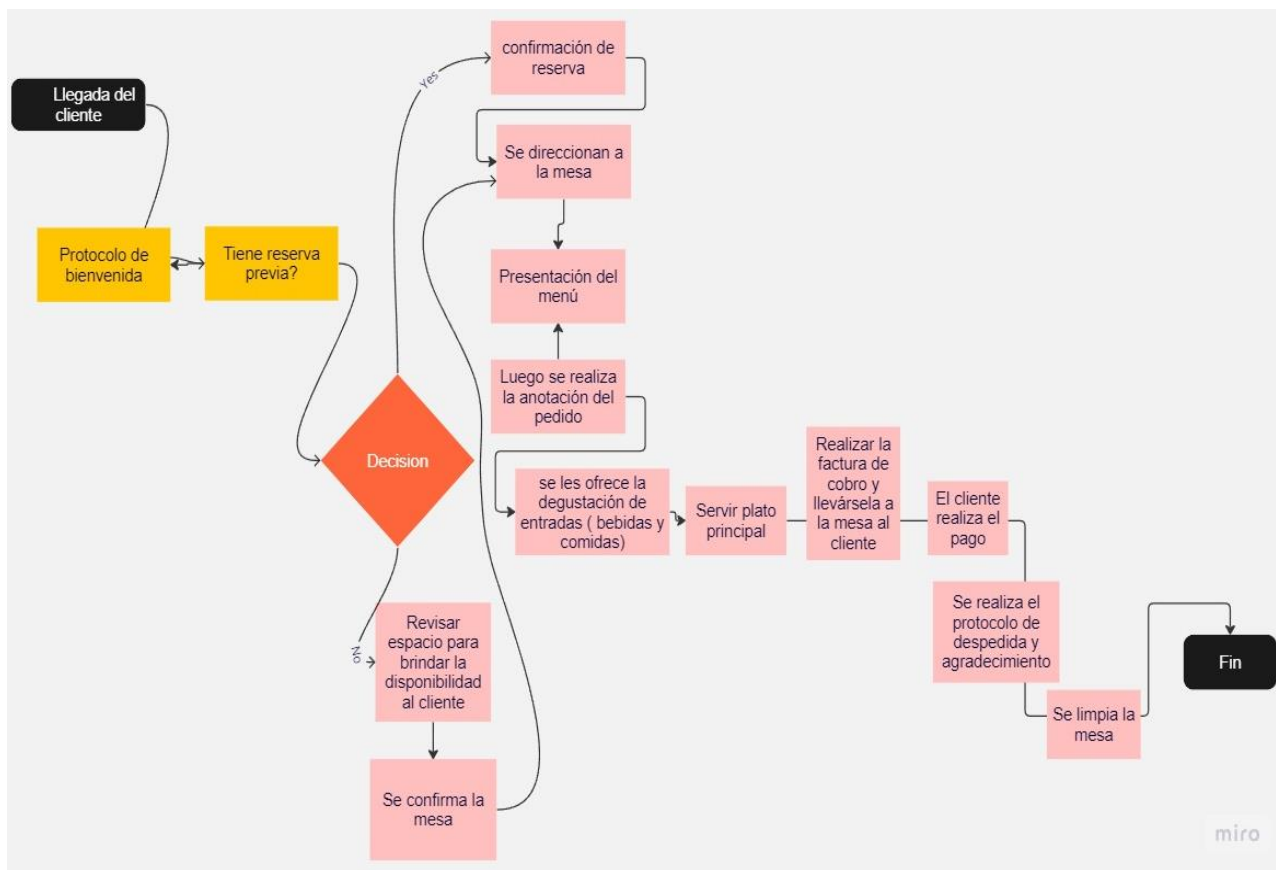 Llegada del
cliente
Protocolo de
bienvenida
Tiene reserva
previa?
Decision
Yes
confirmación de
reserva
Se direccionan a
la mesa
Presentación del
menú
Luego se realiza
la anotación del
pedido
No
Revisar
espacio para
brindar la
disponibilidad
al cliente
Se confirma la
mesa
se les ofrece la
degustación de
entradas ( bebidas y
comidas)
Servir plato
principal
Realizar la
factura de
cobro y
llevársela a
la mesa al
cliente
El cliente
realiza el
pago
Se realiza el
protocolo de
despedida y
agradecimiento
Se limpia la
mesa
Fin
miro